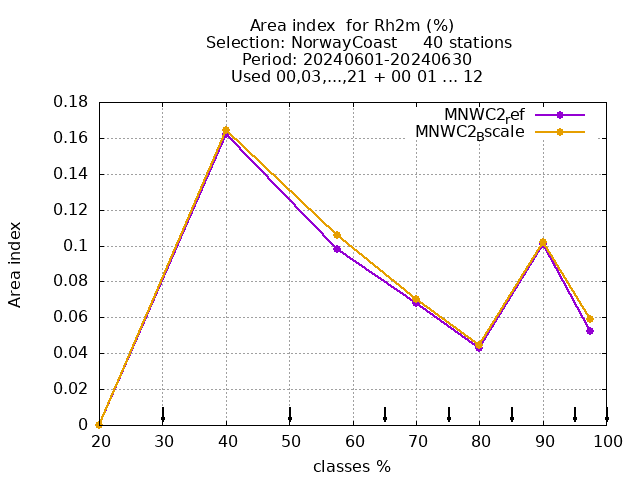 Area index  for Rh2m (%)
Selection: NorwayCoast     40 stations
Period: 20240601-20240630
Used 00,03,...,21 + 00 01 ... 12
MNWC2ref
MNWC2Bscale
0.18
0.16
0.14
0.12
0.1
0.08
0.06
0.04
0.02
0
Area index
20 30 40 50 60 70 80 90 100
classes %